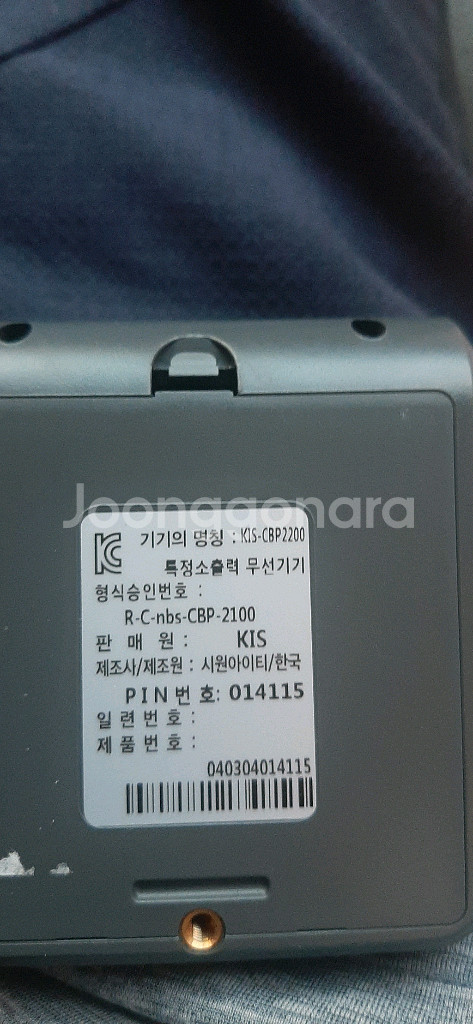 Joonggonara
기기의 명칭 : KIS-CBP2200
특정소출력 무선기기
형식승인번호 :
R-C-nbs-CBP-2100
판 매 원 : KIS
제조사/제조원 : 시원아이티/한국
PIN번호: 014115
일련번호 :
제품번호 :
040304014115